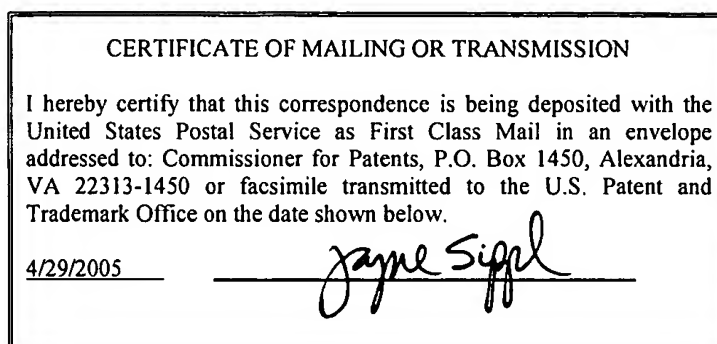 CERTIFICATE OF MAILING OR TRANSMISSION
I hereby certify that this correspondence is being deposited with the
United States Postal Service as First Class Mail in an envelope
addressed to: Commissioner for Patents, P.O. Box 1450, Alexandria,
VA 22313-1450 or facsimile transmitted to the U.S. Patent and
Trademark Office on the date shown below.
4/29/2005 Jayne Sippl